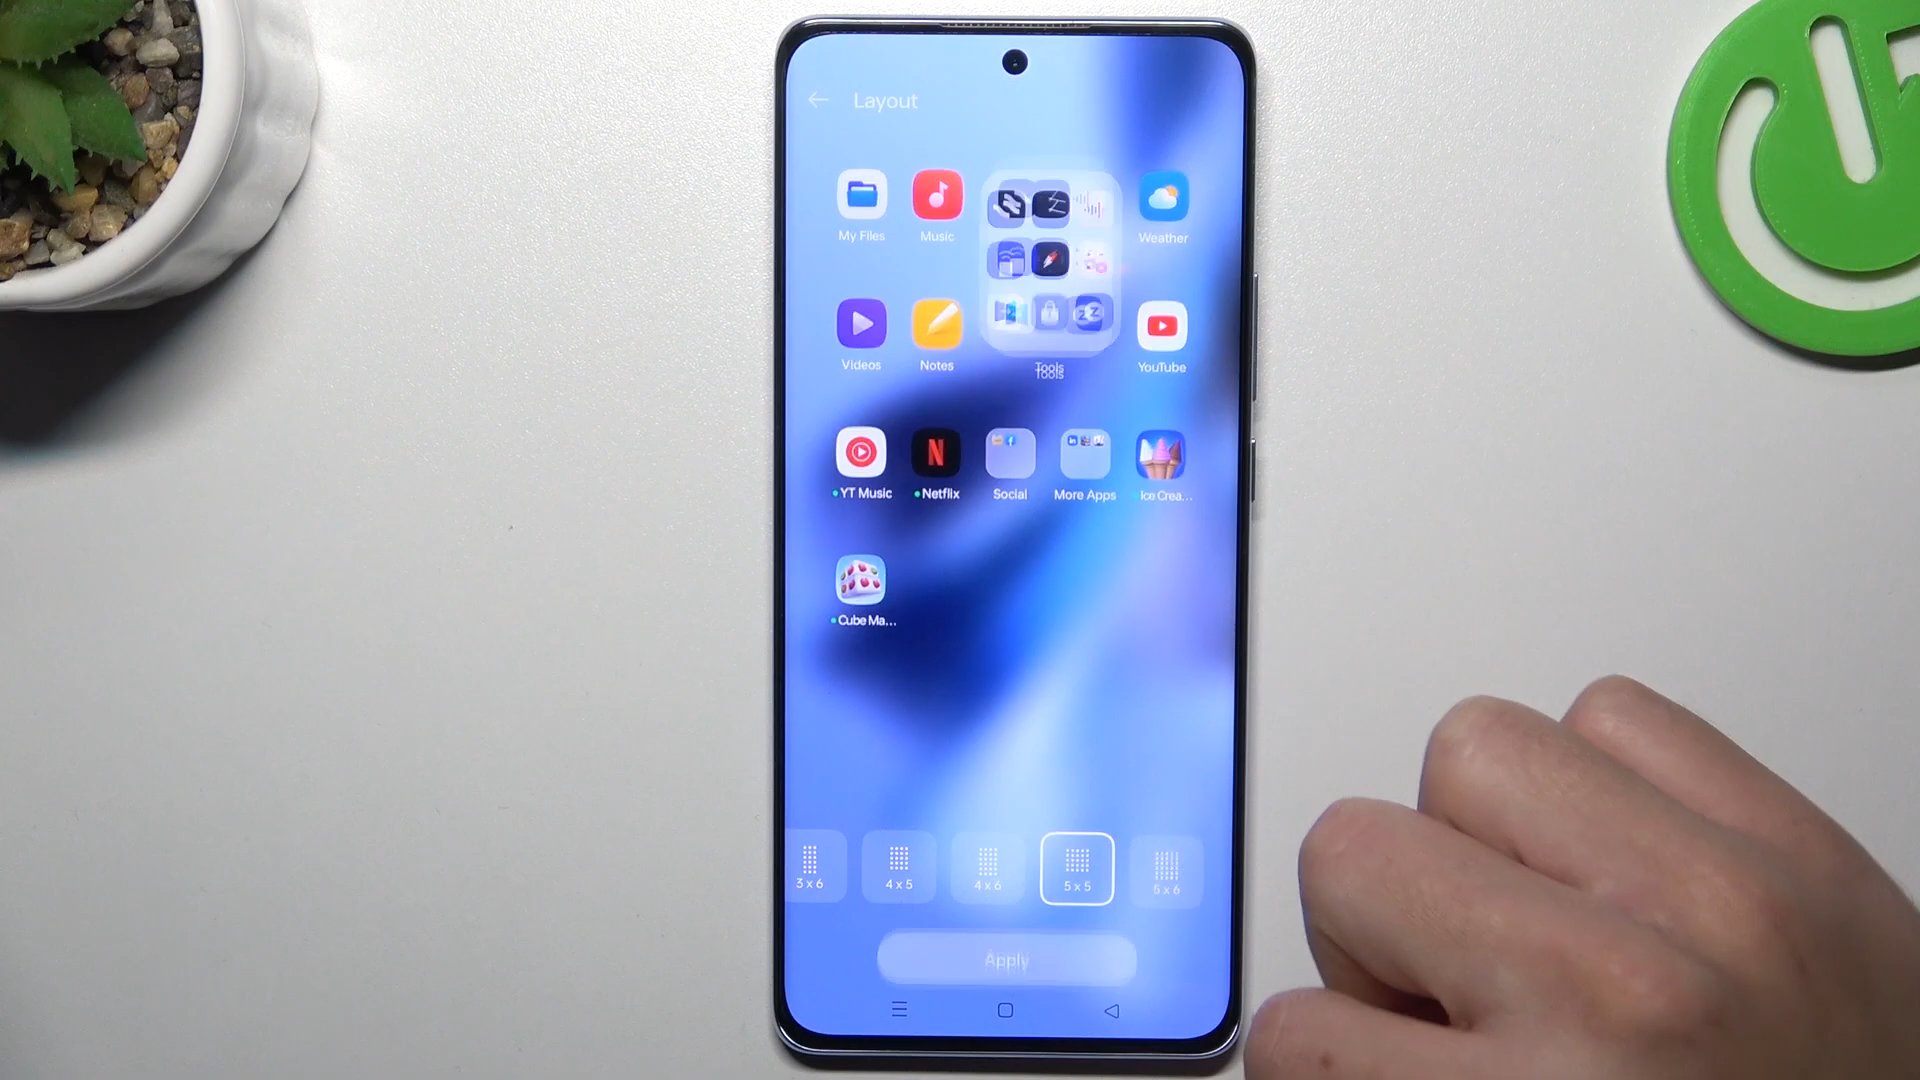 Layout
My Files Music Weather
Videos Notes Tools YouTube
YT Music Netflix Social More Apps Ice Crea...
Cube Ma...
3 x 6 4 x 5 4 x 6 5 x 5 5 x 6
Apply